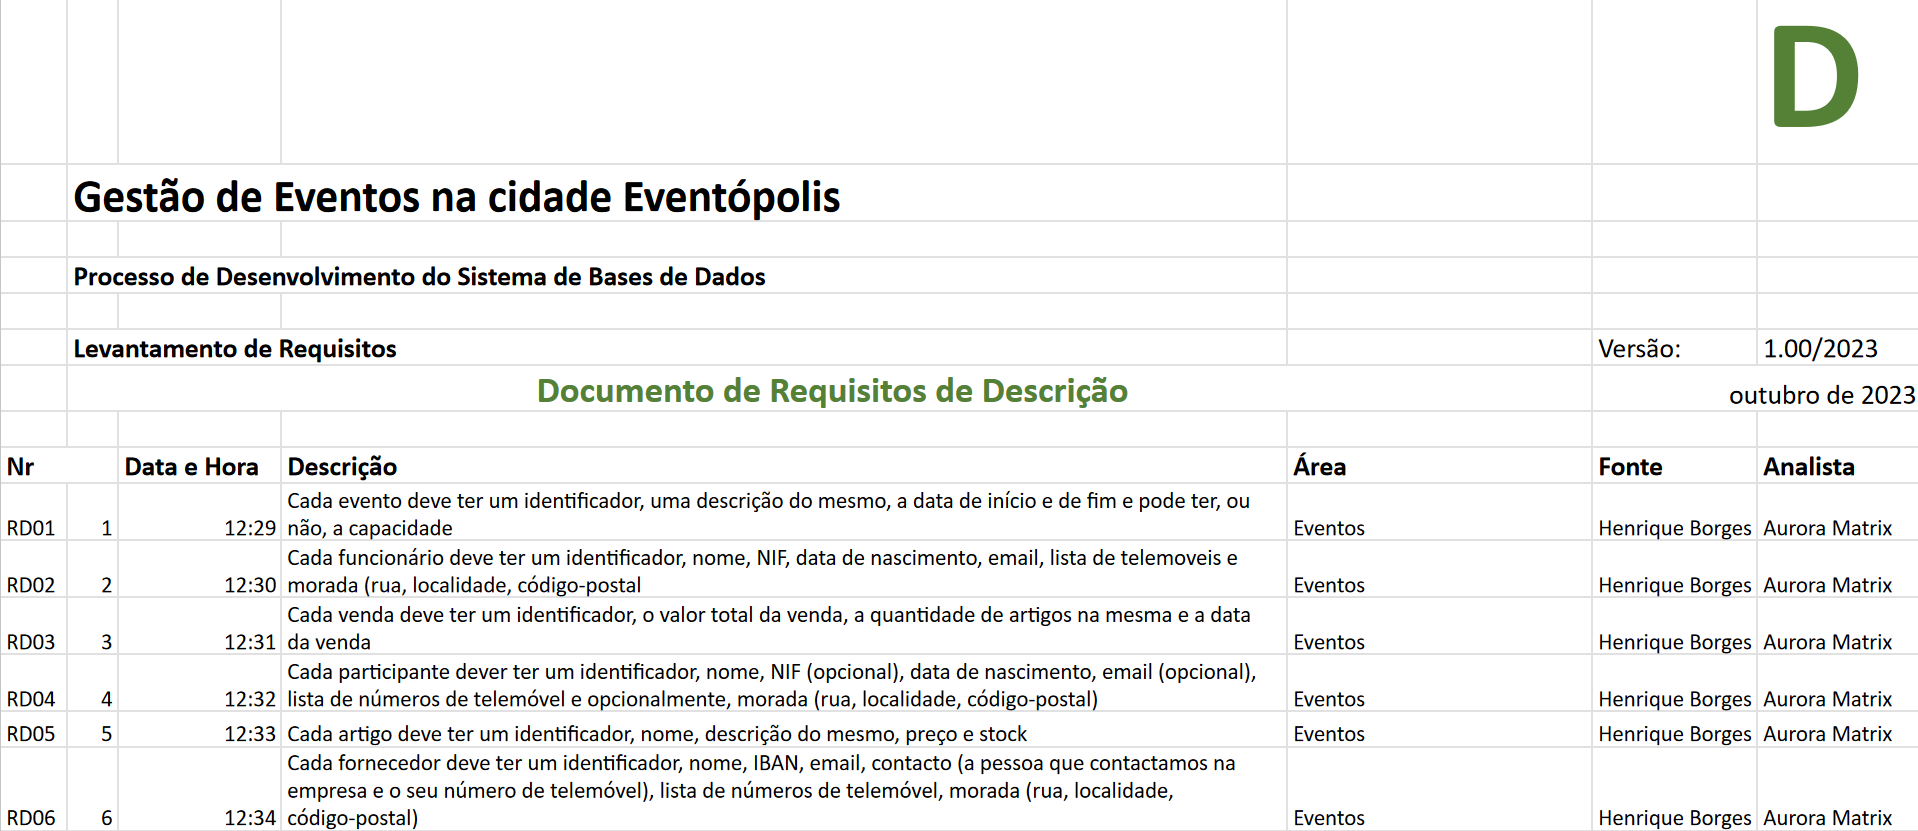 D
Gestão de Eventos na cidade Eventópolis
Processo de Desenvolvimento do Sistema de Bases de Dados
Levantamento de Requisitos Versão: 1.00/2023
Documento de Requisitos de Descrição outubro de 2023
Nr Data e Hora Descrição Área Fonte Analista
Cada evento deve ter um identificador, uma descrição do mesmo, a data de início e de fim e pode ter, ou
RD01 1 12:29 não, a capacidade Eventos Henrique Borges Aurora Matrix
Cada funcionário deve ter um identificador, nome, NIF, data de nascimento, email, lista de telemoveis e
RD02 2 12:30 morada (rua, localidade, código-postal Eventos Henrique Borges Aurora Matrix
Cada venda deve ter um identificador, o valor total da venda, a quantidade de artigos na mesma e a data
RD03 3 12:31 da venda Eventos Henrique Borges Aurora Matrix
Cada participante dever ter um identificador, nome, NIF (opcional), data de nascimento, email (opcional),
RD04 4 12:32 lista de números de telemóvel e opcionalmente, morada (rua, localidade, código-postal) Eventos Henrique Borges Aurora Matrix
RD05 5 12:33 Cada artigo deve ter um identificador, nome, descrição do mesmo, preço e stock Eventos Henrique Borges Aurora Matrix
Cada fornecedor deve ter um identificador, nome, IBAN, email, contacto (a pessoa que contactamos na
empresa e o seu número de telemóvel), lista de números de telemóvel, morada (rua, localidade,
RD06 6 12:34 código-postal) Eventos Henrique Borges Aurora Matrix